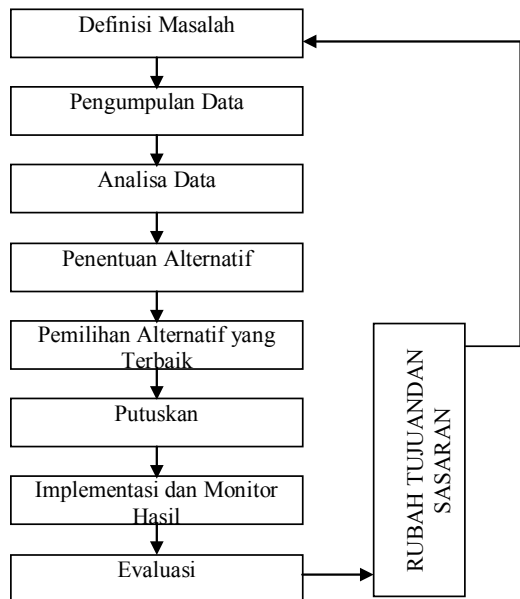 Definisi Masalah
Pengumpulan Data
Analisa Data
Penentuan Alternatif
Pemilihan Alternatif yang
Terbaik
Putuskan
Implementasi dan Monitor
Hasil
Evaluasi
RUBAH TUJUANDAN
SASARAN